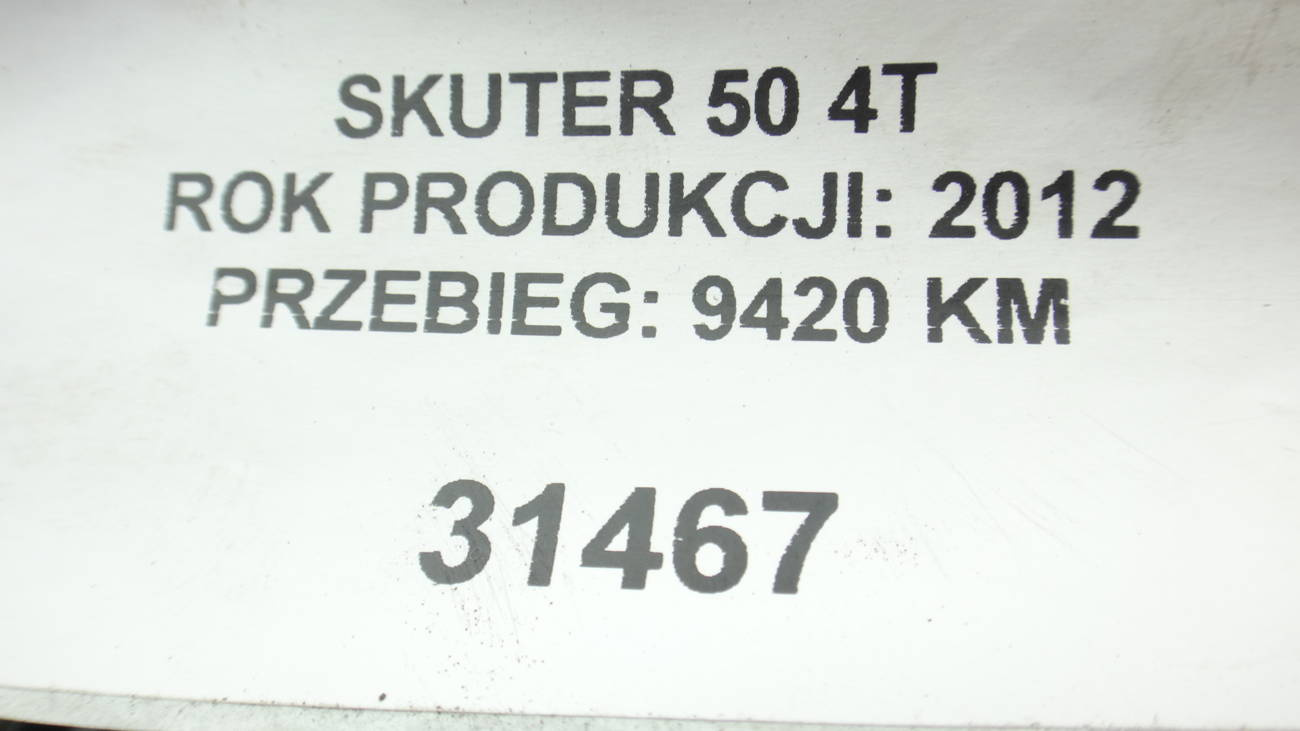 SKUTER 50 4T
ROK PRODUKCJI: 2012
PRZEBIEG: 9420 KM
31467